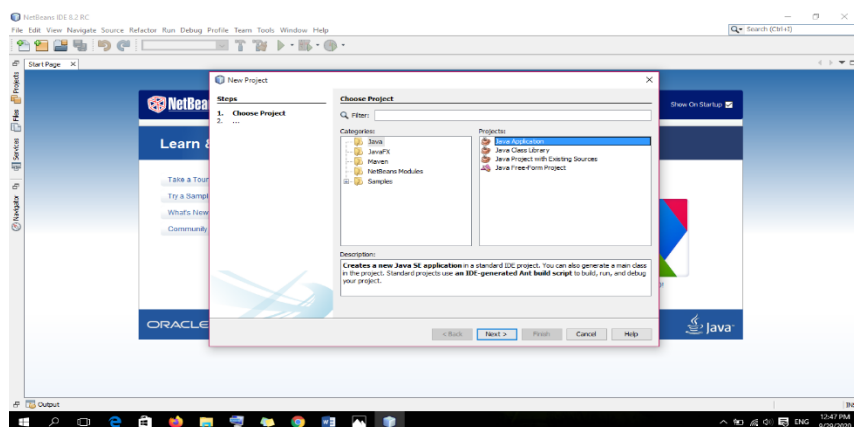 NetBeans IDE 8.2 RC
File Edit View Navigate Source Refactor Run Debug Profile Team Tools Window Help
Search (Ctrl+I)
Start Page
Projects
Files
Services
Navigator
New Project
Steps
1. Choose Project
2. ...
Choose Project
Filter:
Categories:
Java
JavaFX
Maven
NetBeans Modules
Samples
Projects:
Java Application
Java Class Library
Java Project with Existing Sources
Java Free-Form Project
Description:
Creates a new Java SE application in a standard IDE project. You can also generate a main class
in the project. Standard projects use an IDE-generated Ant build script to build, run, and debug
your project.
< Back Next > Finish Cancel Help
NetBea
Show On Startup
Learn &
Take a Tour
Try a Sampl
What's New
Community
ORACLE
Java
Output
ENG
12:47 PM
9/29/2020